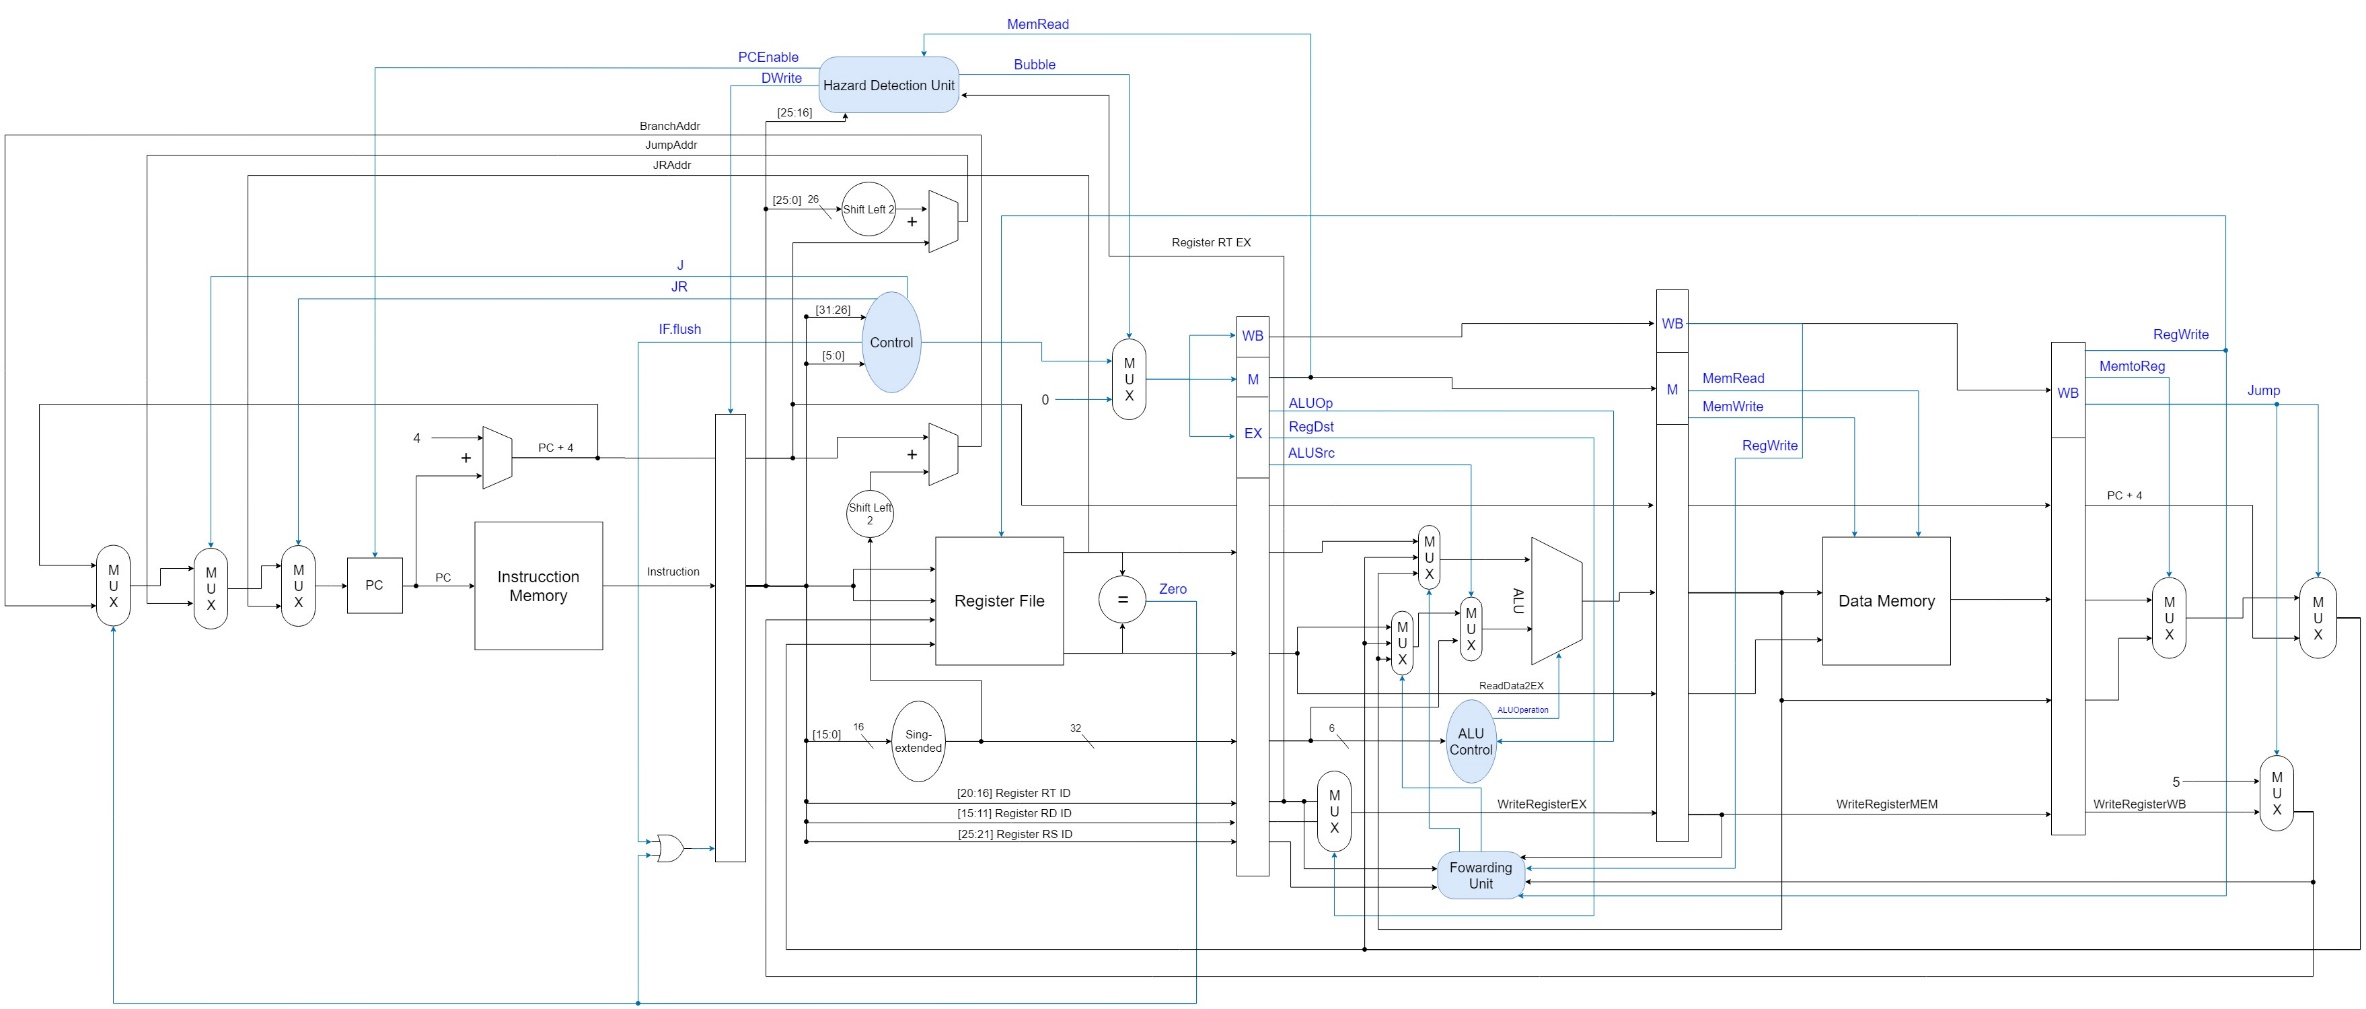 MemRead
PCEnable
Bubble
DWrite
Hazard Detection Unit
[25:16]
BranchAddr
JumpAddr
JRAddr
[25:0]
26
Shift Left 2
+
Register RT EX
J
JR
[31:26]
IF.flush
Control
[5:0]
M
U
X
0
WB
M
EX
ALUOp
RegDst
ALUSrc
WB
M
MemRead
MemWrite
RegWrite
WB
RegWrite
MemtoReg
Jump
4
+
PC + 4
+
Shift Left
2
PC + 4
M
U
X
M
U
X
M
U
X
PC
PC
Instrucction
Memory
Instruction
Register File
=
Zero
M
U
X
M
U
X
M
U
X
ALU
Data Memory
M
U
X
M
U
X
ReadData2EX
ALUOperation
[15:0]
16
Sing-
extended
32
6
ALU
Control
[20:16] Register RT ID
[15:11] Register RD ID
[25:21] Register RS ID
M
U
X
WriteRegisterEX
WriteRegisterMEM
WriteRegisterWB
5
M
U
X
Fowarding
Unit